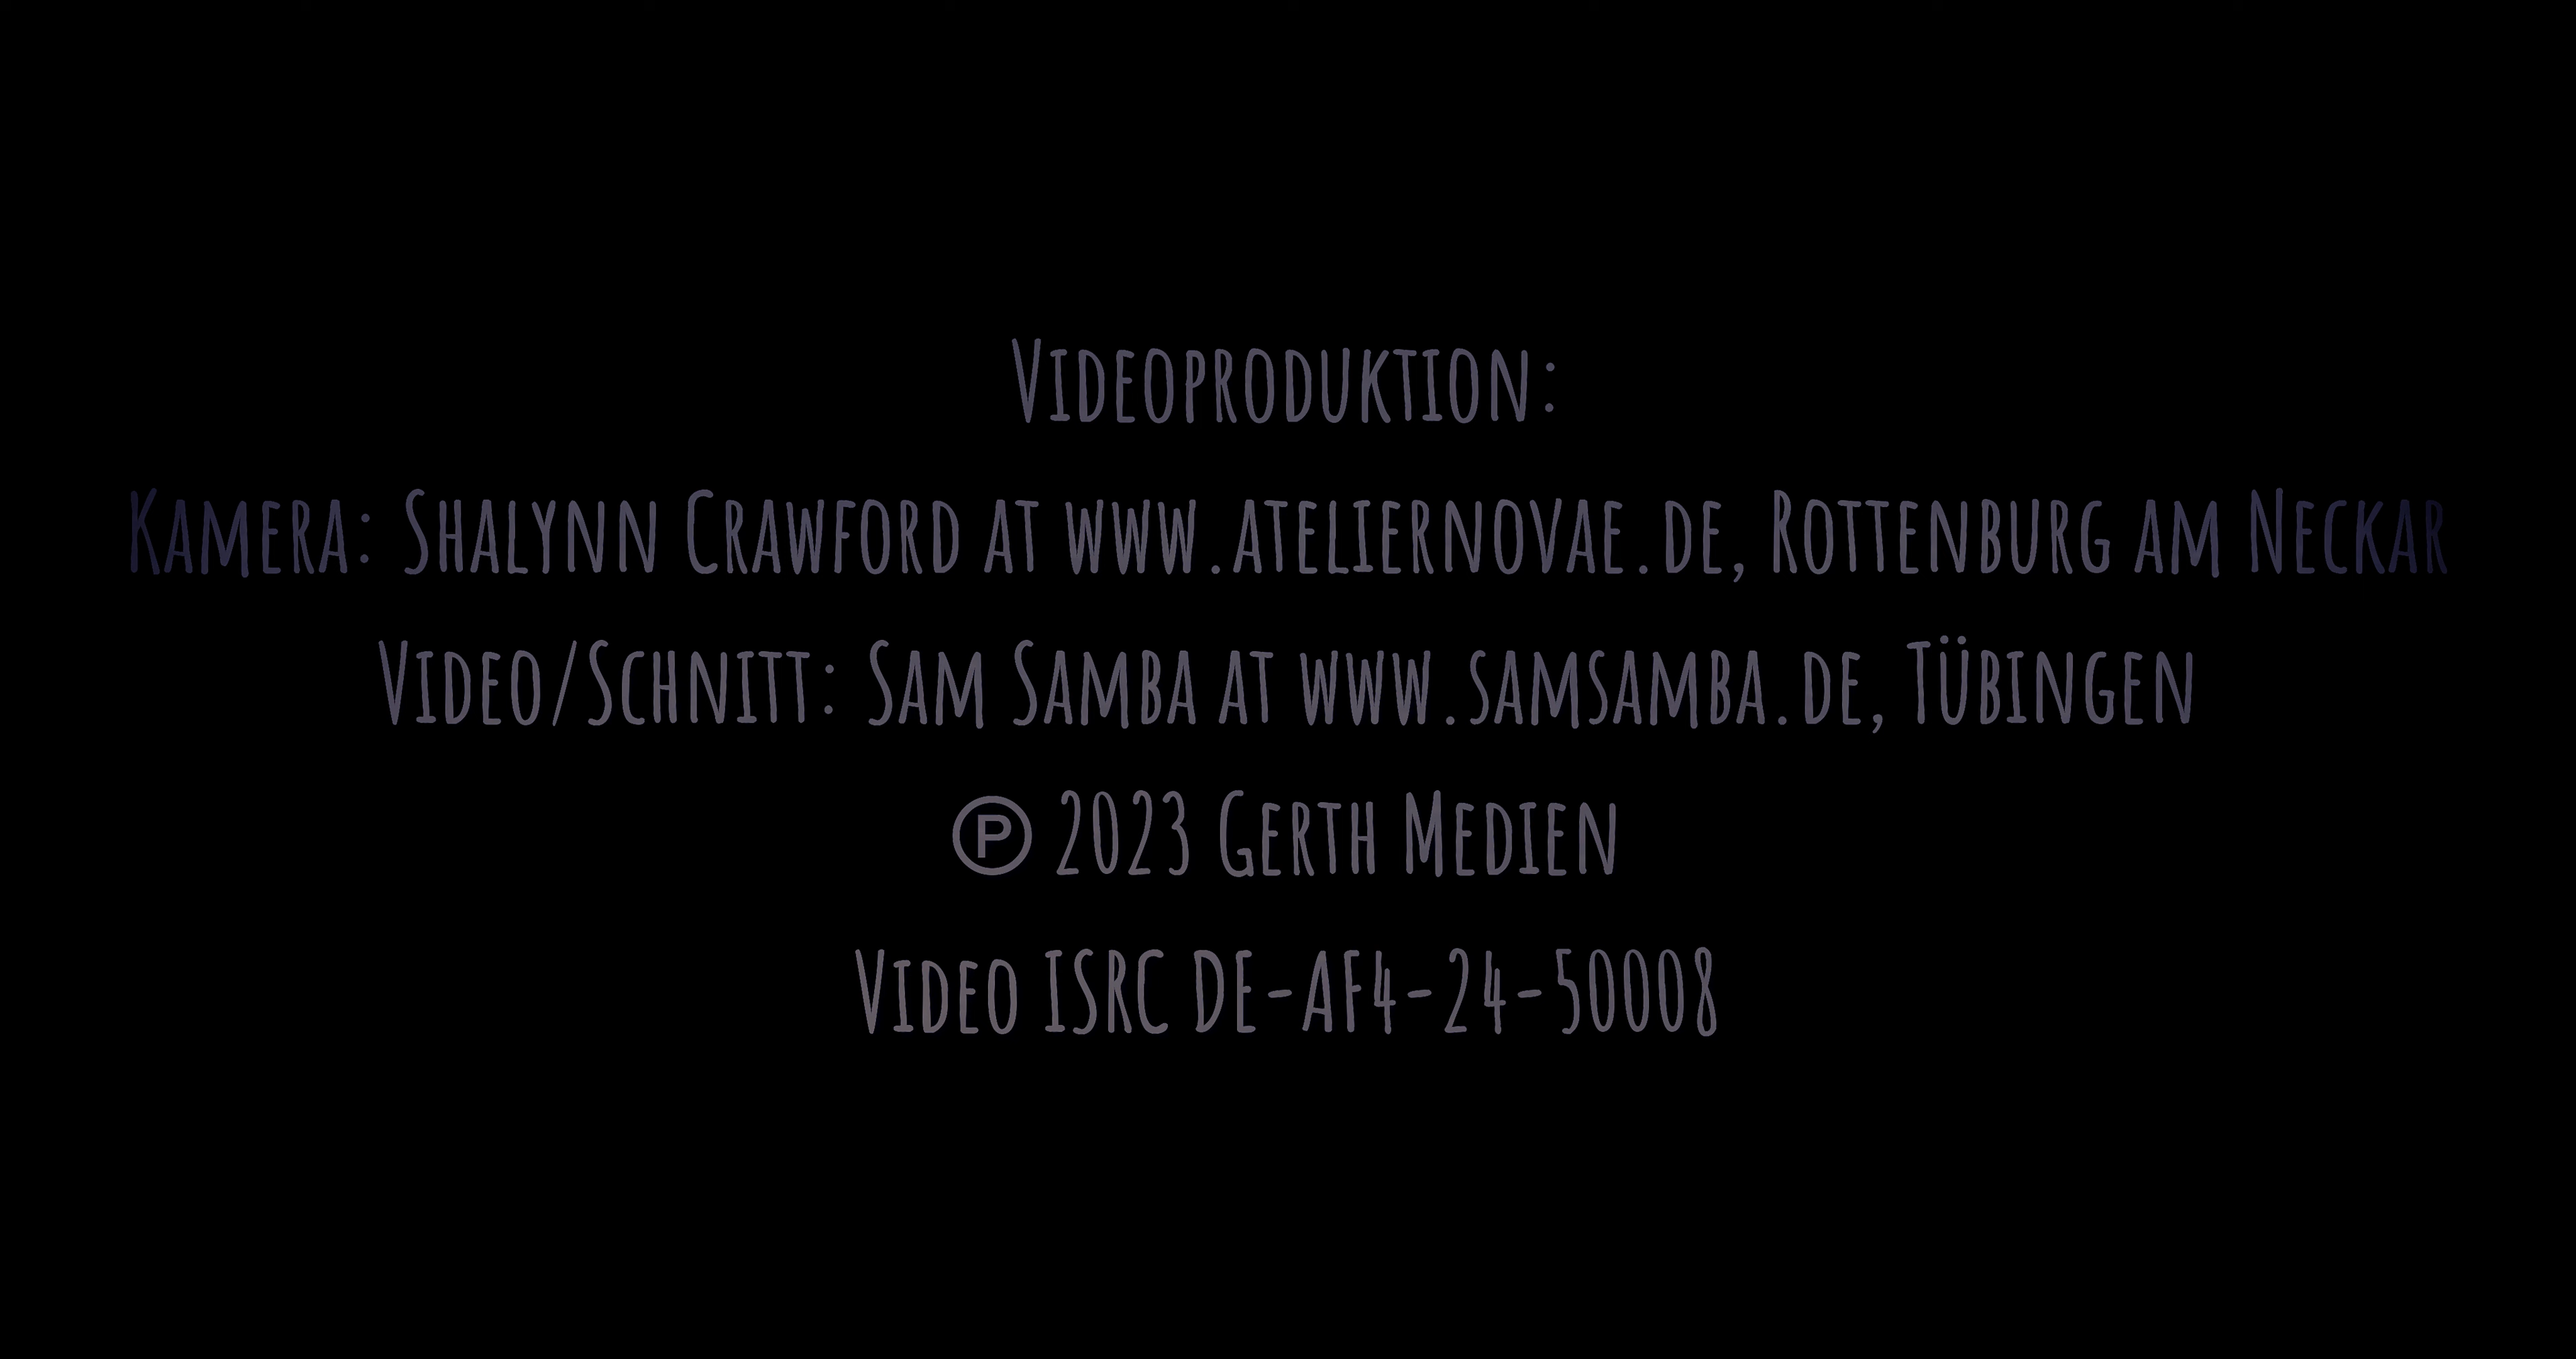 Videoproduktion:
Kamera: Shalynn Crawford at www.ateliernovae.de, Rottenburg am Neckar
Video/Schnitt: Sam Samba at www.samsamba.de, Tübingen
Ⓟ 2023 Gerth Medien
Video ISRC DE-AF4-24-50008